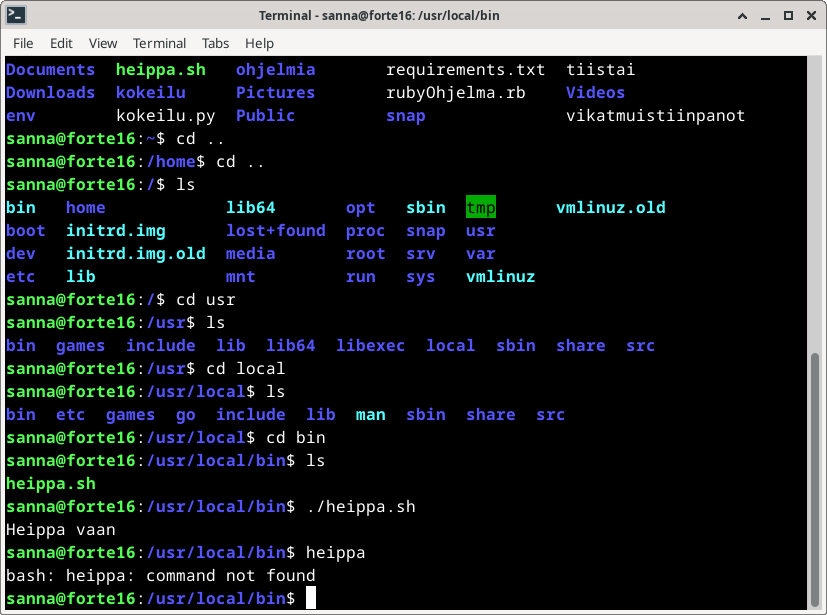 Terminal - sanna@forte16: /usr/local/bin
File Edit View Terminal Tabs Help
Documents heippa.sh ohjelmia requirements.txt tiistai
Downloads kokeilu Pictures rubyOhjelma.rb Videos
env kokeilu.py Public snap vikatmuistiinpanot
sanna@forte16:~$ cd ..
sanna@forte16:/home$ cd ..
sanna@forte16:/$ ls
bin home lib64 opt sbin tmp vmlinuz.old
boot initrd.img lost+found proc snap usr
dev initrd.img.old media root srv var
etc lib mnt run sys vmlinuz
sanna@forte16:/$ cd usr
sanna@forte16:/usr$ ls
bin games include lib lib64 libexec local sbin share src
sanna@forte16:/usr$ cd local
sanna@forte16:/usr/local$ ls
bin etc games go include lib man sbin share src
sanna@forte16:/usr/local$ cd bin
sanna@forte16:/usr/local/bin$ ls
heippa.sh
sanna@forte16:/usr/local/bin$ ./heippa.sh
Heippa vaan
sanna@forte16:/usr/local/bin$ heippa
bash: heippa: command not found
sanna@forte16:/usr/local/bin$